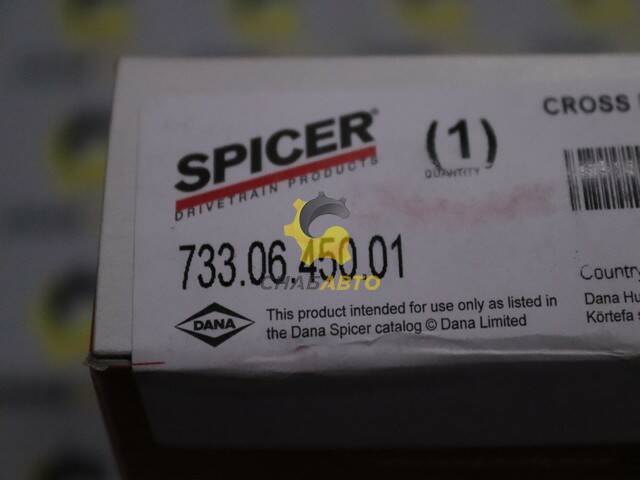 SPICER®
DRIVETRAIN PRODUCTS
(1)
QUANTITY
CROSS
733.06.450.01
СНАБАВТО
DANA
This product intended for use only as listed in
the Dana Spicer catalog © Dana Limited
Country
Dana Hu
Körtefa s